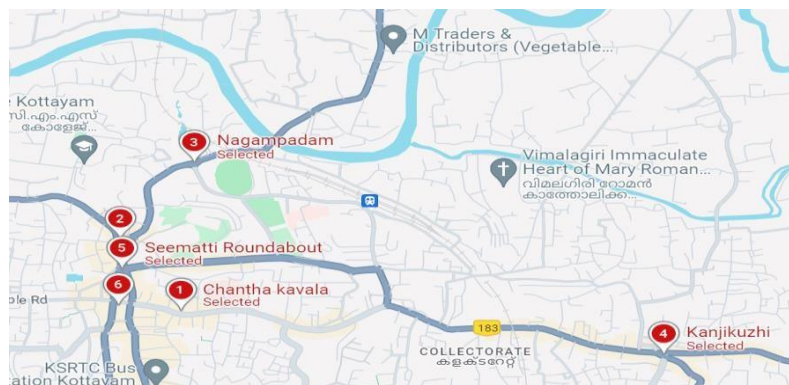 M Traders &
Distributors (Vegetable...
Kottayam
സി.എം.എസ്
കോളേജ്...
3
Nagampadam
Selected
Vimalagiri Immaculate
Heart of Mary Roman...
വിമലഗിരി റോമൻ
കാത്തോലിക്ക...
2
5
Seematti Roundabout
Selected
6
1
Chantha kavala
Selected
ple Rd
183
4
Kanjikuzhi
Selected
COLLECTORATE
കളക്ടറേറ്റ്
KSRTC Bus
ation Kottayam